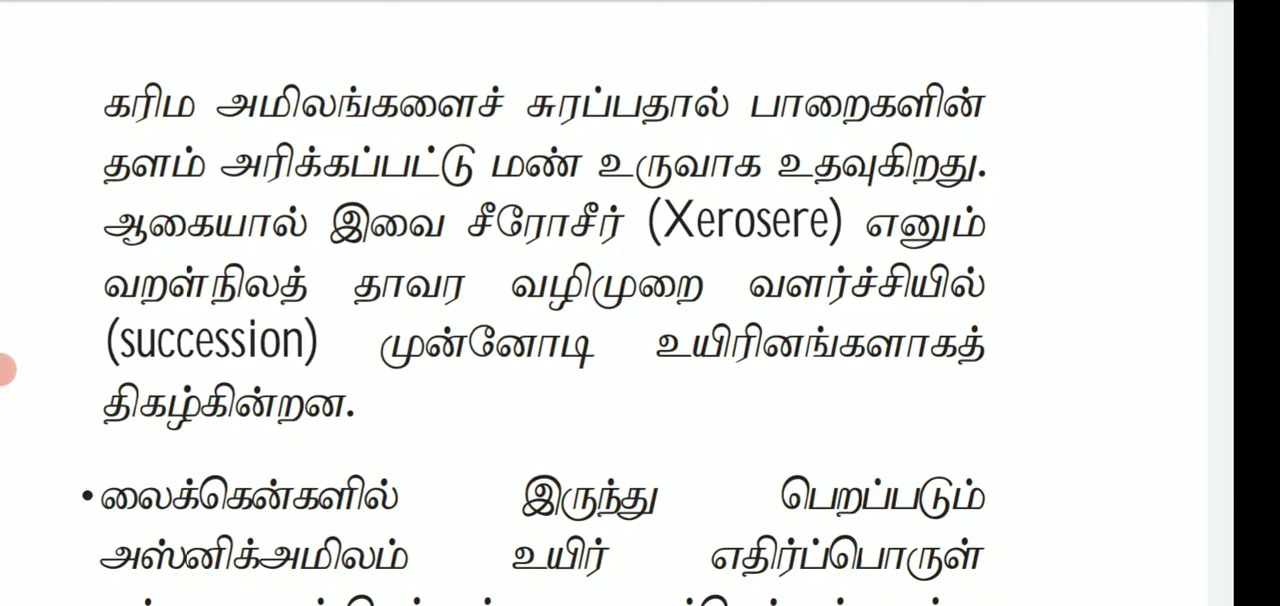 கரிம அமிலங்களைச் சுரப்பதால் பாறைகளின்
தளம் அரிக்கப்பட்டு மண் உருவாக உதவுகிறது.
ஆகையால் இவை சீரோசீர் (Xerosere) எனும்
வறள்நிலத் தாவர வழிமுறை வளர்ச்சியில்
(succession) முன்னோடி உயிரினங்களாகத்
திகழ்கின்றன.
•லைக்கென்களில் இருந்து பெறப்படும்
அஸ்னிக்அமிலம் உயிர் எதிர்ப்பொருள்